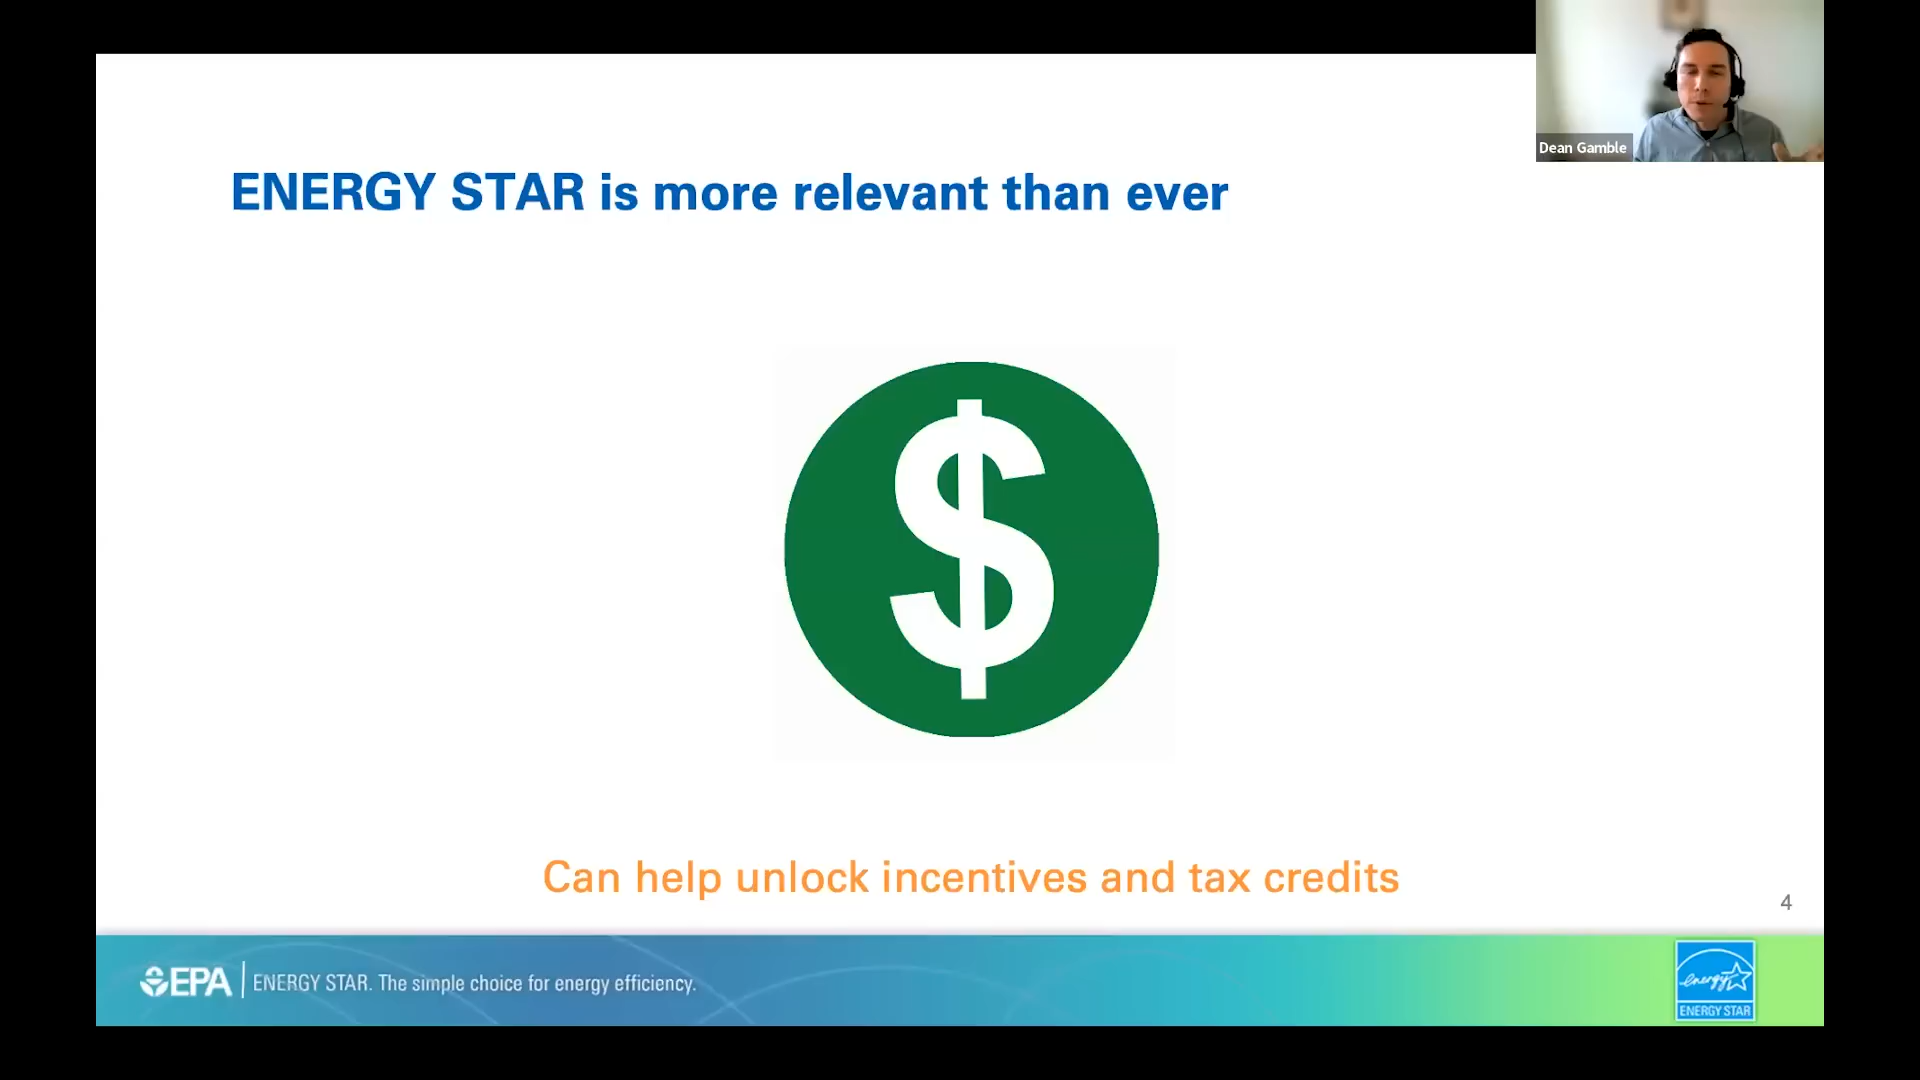 Dean Gamble
ENERGY STAR is more relevant than ever
$
Can help unlock incentives and tax credits
4
EPA
ENERGY STAR. The simple choice for energy efficiency.
energy
ENERGY STAR